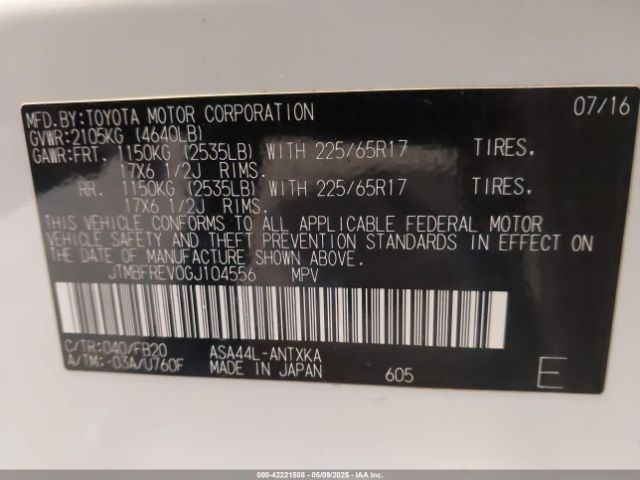 MFD.BY:TOYOTA MOTOR CORPORATION 07/16
GVWR:2105KG (4640LB)
GAWR:FRT. 1150KG (2535LB) WITH 225/65R17 TIRES,
17X6 1/2J RIMS.
RR. 1150KG (2535LB) WITH 225/65R17 TIRES,
17X6 1/2J RIMS.
THIS VEHICLE CONFORMS TO ALL APPLICABLE FEDERAL MOTOR
VEHICLE SAFETY AND THEFT PREVENTION STANDARDS IN EFFECT ON
THE DATE OF MANUFACTURE SHOWN ABOVE.
JTMBFREV0GJ104556 MPV
C/TR:040/FB20 ASA44L-ANTXKA
A/TM:-03A/U760F MADE IN JAPAN 605 E
000-42221508 - 05/09/2025 - IAA Inc.